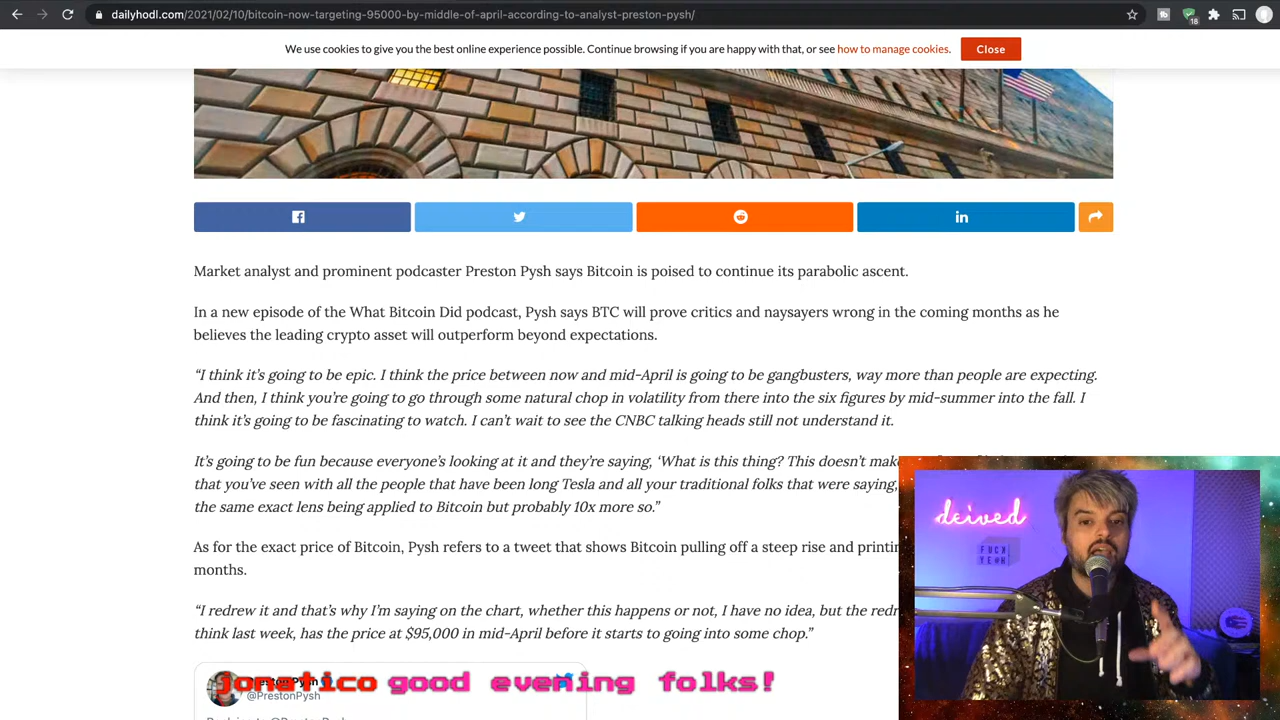 dailyhodl.com/2021/02/10/bitcoin-now-targeting-95000-by-middle-of-april-according-to-analyst-preston-pysh/
18
We use cookies to give you the best online experience possible. Continue browsing if you are happy with that, or see how to manage cookies. Close
Market analyst and prominent podcaster Preston Pysh says Bitcoin is poised to continue its parabolic ascent.
In a new episode of the What Bitcoin Did podcast, Pysh says BTC will prove critics and naysayers wrong in the coming months as he
believes the leading crypto asset will outperform beyond expectations.
“I think it’s going to be epic. I think the price between now and mid-April is going to be gangbusters, way more than people are expecting.
And then, I think you’re going to go through some natural chop in volatility from there into the six figures by mid-summer into the fall. I
think it’s going to be fascinating to watch. I can’t wait to see the CNBC talking heads still not understand it.
It’s going to be fun because everyone’s looking at it and they’re saying, ‘What is this thing? This doesn’t make
that you’ve seen with all the people that have been long Tesla and all your traditional folks that were saying,
the same exact lens being applied to Bitcoin but probably 10x more so.”
As for the exact price of Bitcoin, Pysh refers to a tweet that shows Bitcoin pulling off a steep rise and
months.
“I redrew it and that’s why I’m saying on the chart, whether this happens or not, I have no idea, but the
think last week, has the price at $95,000 in mid-April before it starts to going into some chop.”
deived
FUCK
YEAH
jomatico good evening folks!
@PrestonPysh